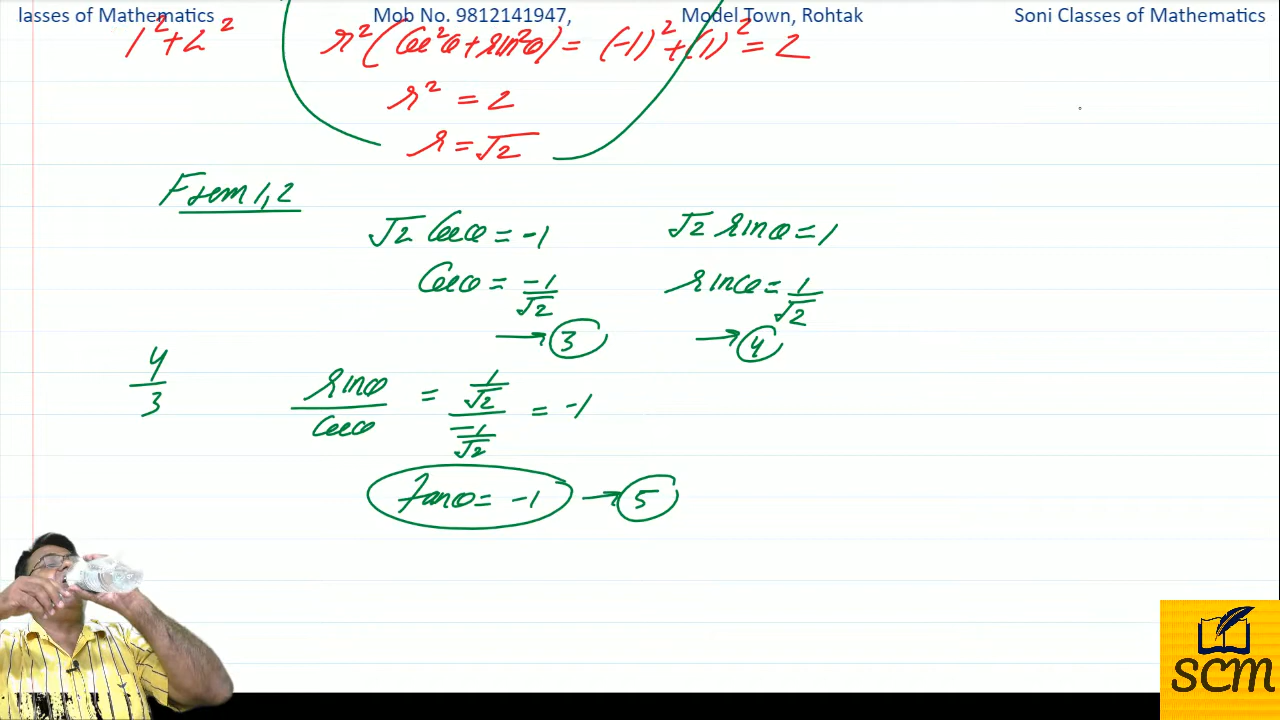 lasses of Mathematics Mob No. 9812141947, Model Town, Rohtak Soni Classes of Mathematics
1²+2² r²(cos²θ+sin²θ)= (-1)²+(1)²=2
r² = 2
r=√2
From 1,2
√2 cosθ=-1 √2 sinθ=1
cosθ= -1/√2 sinθ= 1/√2
→ 3 → 4
4/3 sinθ/cosθ = (1/√2)/(-1/√2) = -1
tanθ= -1 → 5
SCM